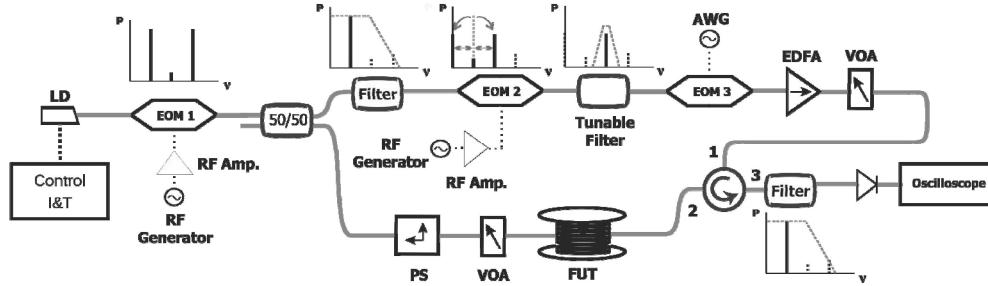 P
ν
P
ν
P
ν
P
ν
AWG
EDFA
VOA
LD
EOM 1
50/50
Filter
EOM 2
Tunable
Filter
EOM 3
Control
I&T
RF Amp.
RF
Generator
RF
Generator
RF Amp.
1
2
3
Filter
Oscilloscope
PS
VOA
FUT
P
ν